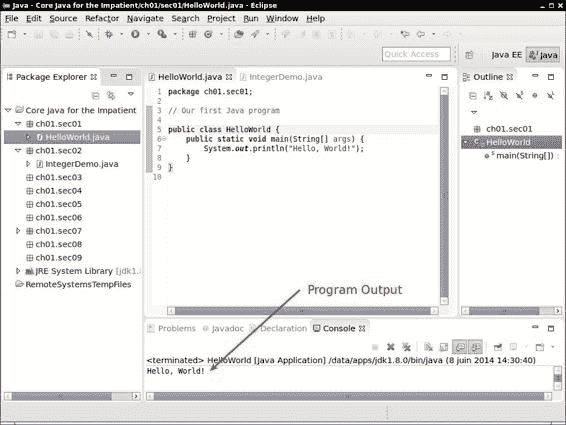 Java - Core Java for the Impatient/ch01/sec01/HelloWorld.java - Eclipse
File Edit Source Refactor Navigate Search Project Run Window Help
Quick Access
Java EE
Java
Package Explorer
Core Java for the Impatient
ch01.sec01
HelloWorld.java
ch01.sec02
IntegerDemo.java
ch01.sec03
ch01.sec04
ch01.sec05
ch01.sec06
ch01.sec07
ch01.sec08
ch01.sec09
JRE System Library [jdk1.
RemoteSystemsTempFiles
HelloWorld.java
IntegerDemo.java
1 package ch01.sec01;
2
3 // Our first Java program
4
5 public class HelloWorld {
6 public static void main(String[] args) {
7 System.out.println("Hello, World!");
8 }
9 }
10
Outline
ch01.sec01
HelloWorld
main(String[]) :
Program Output
Problems
Javadoc
Declaration
Console
<terminated> HelloWorld [Java Application] /data/apps/jdk1.8.0/bin/java (8 juin 2014 14:30:40)
Hello, World!